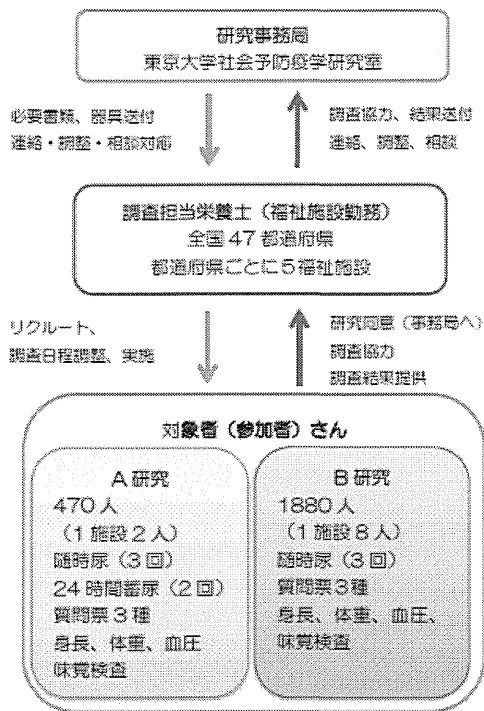 研究事務局
東京大学社会予防疫学研究室
必要書類、器具送付
連絡・調整・相談対応
調査協力、結果送付
連絡、調整、相談
調査担当栄養士（福祉施設勤務）
全国47都道府県
都道府県ごとに5福祉施設
リクルート、
調査日程調整、実施
研究同意（事務局へ）
調査協力
調査結果提供
対象者（参加者）さん
A研究
470人
（1施設2人）
随時尿（3回）
24時間蓄尿（2回）
質問票3種
身長、体重、血圧
味覚検査
B研究
1880人
（1施設8人）
随時尿（3回）
質問票3種
身長、体重、血圧、
味覚検査